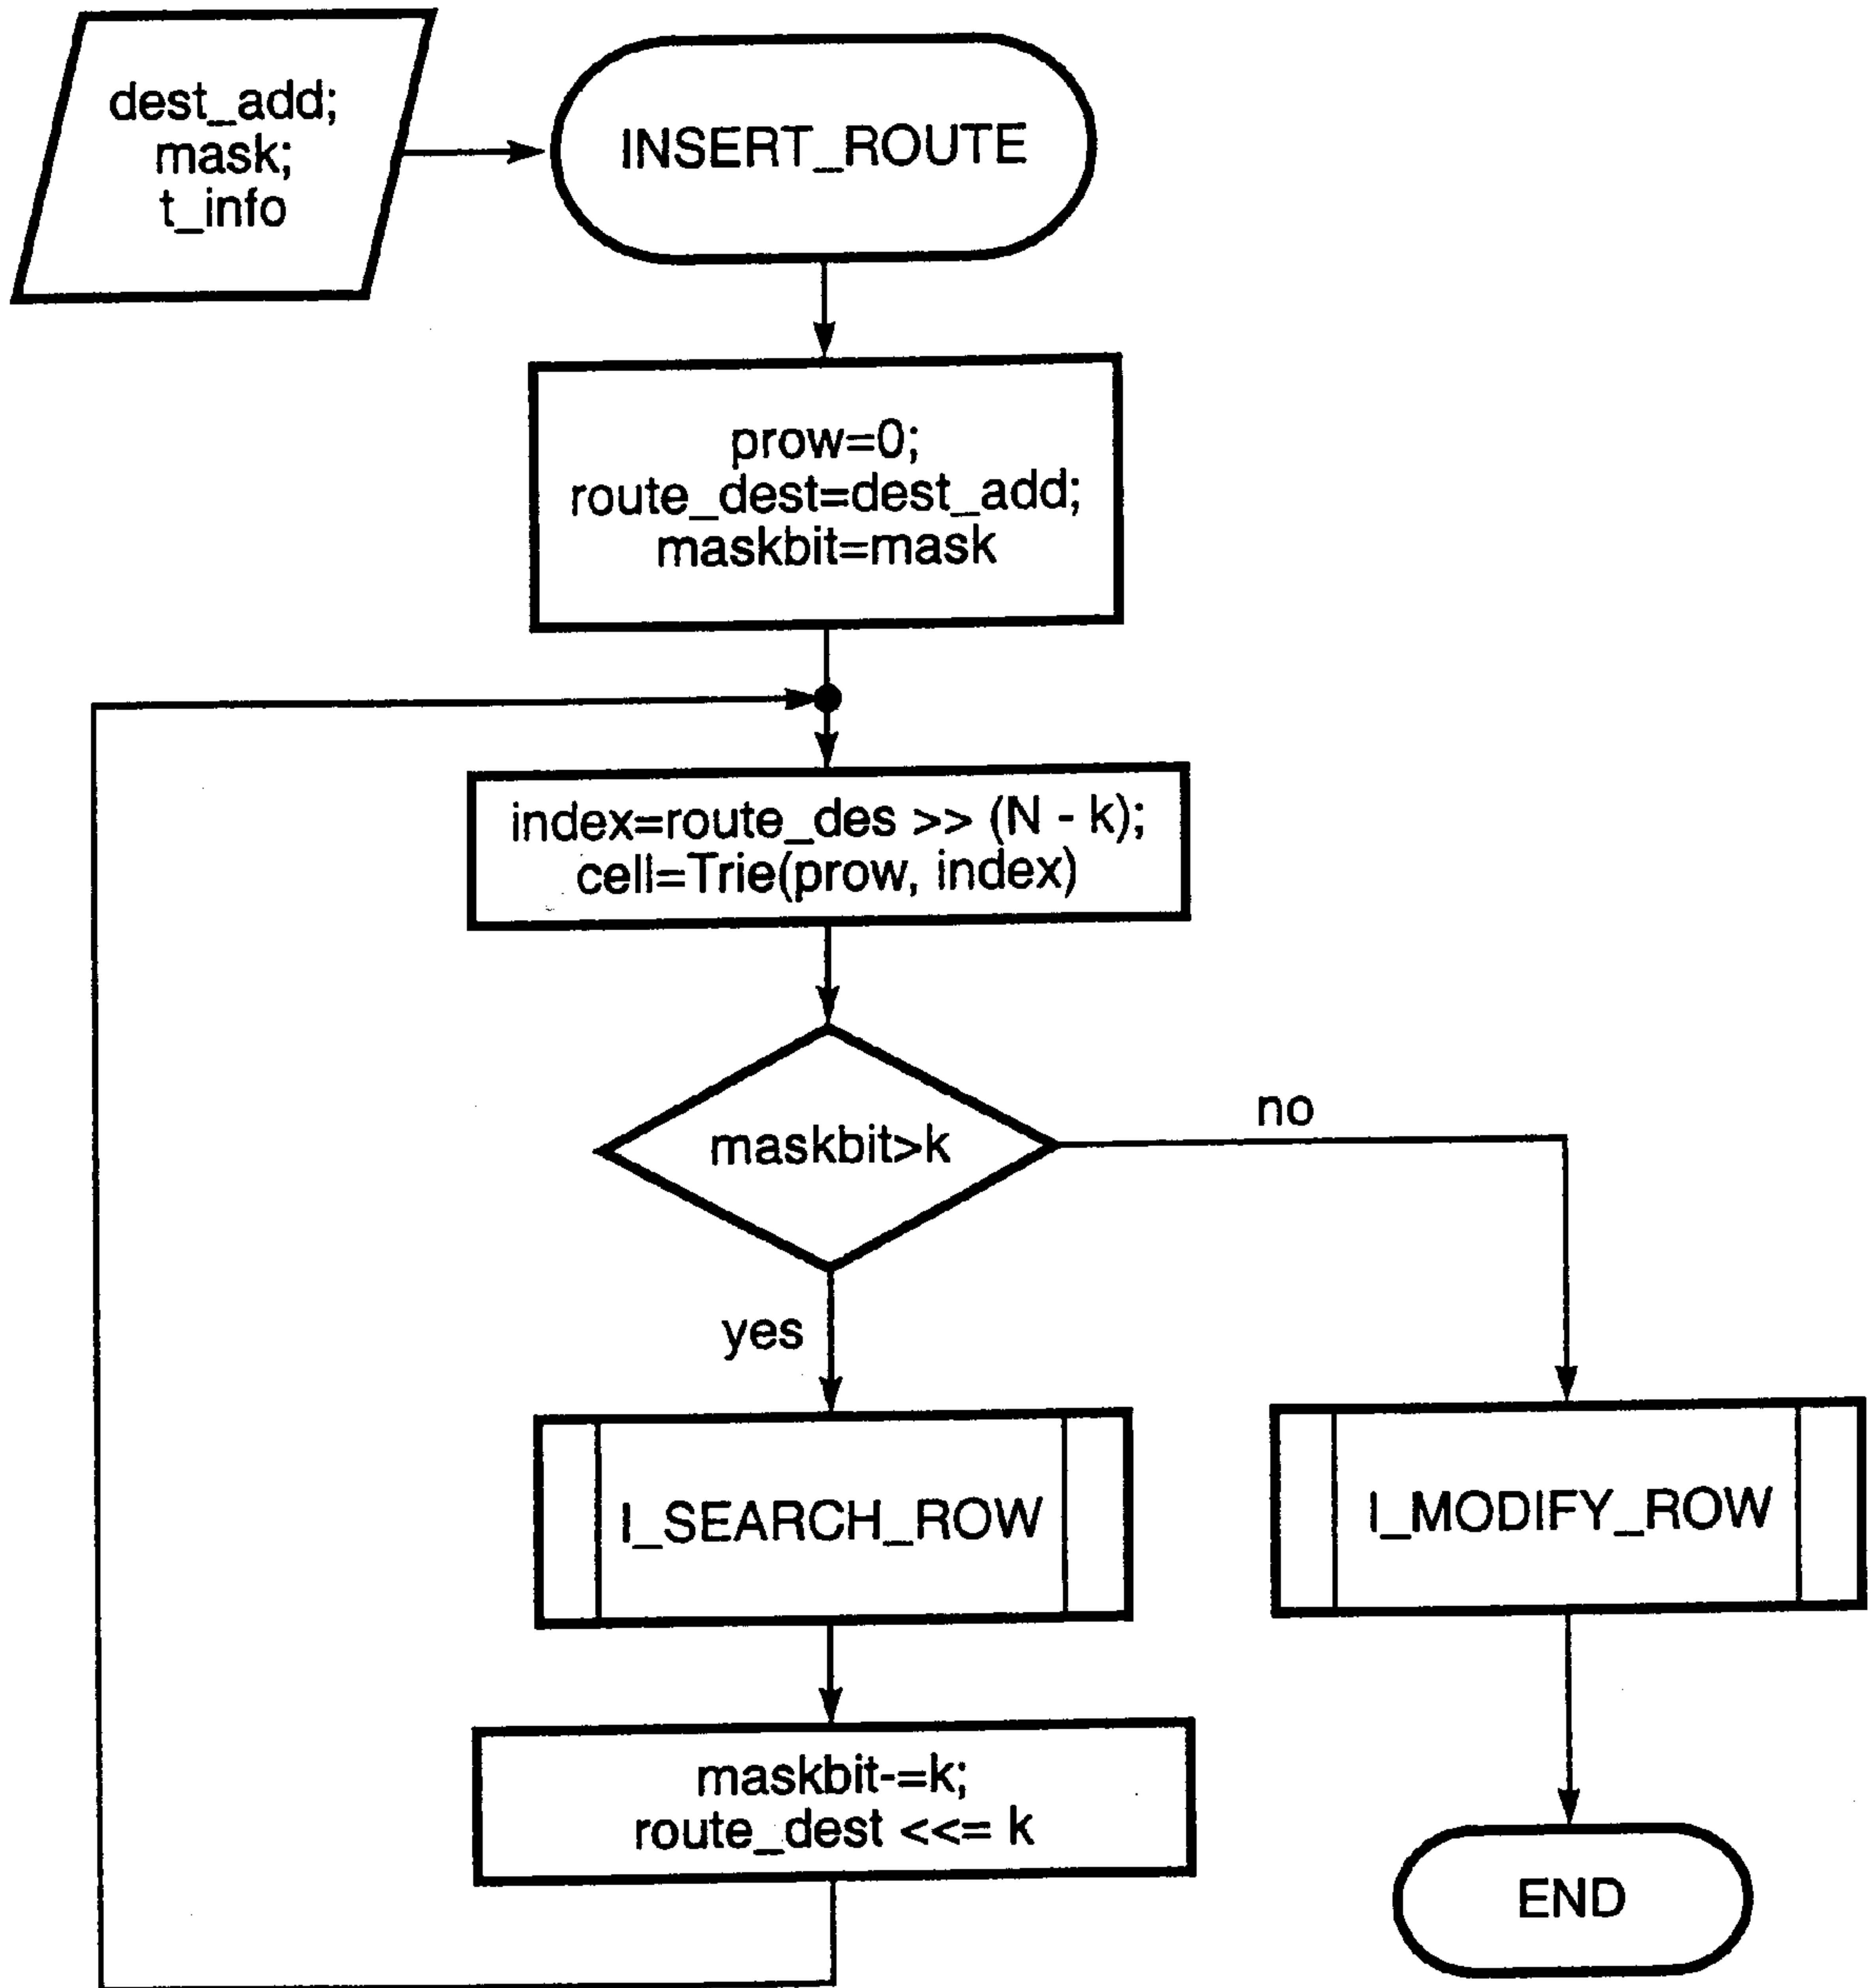 dest_add;
mask;
t_info
INSERT_ROUTE
prow=0;
route_dest=dest_add;
maskbit=mask
index=route_des >> (N - k);
cell=Trie(prow, index)
maskbit>k
no
yes
I_SEARCH_ROW
I_MODIFY_ROW
maskbit-=k;
route_dest <<= k
END